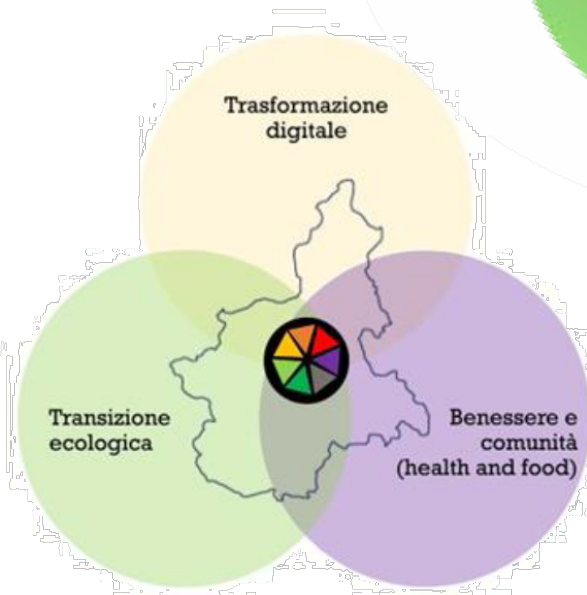 Trasformazione
digitale
Transizione
ecologica
Benessere e
comunità
(health and food)